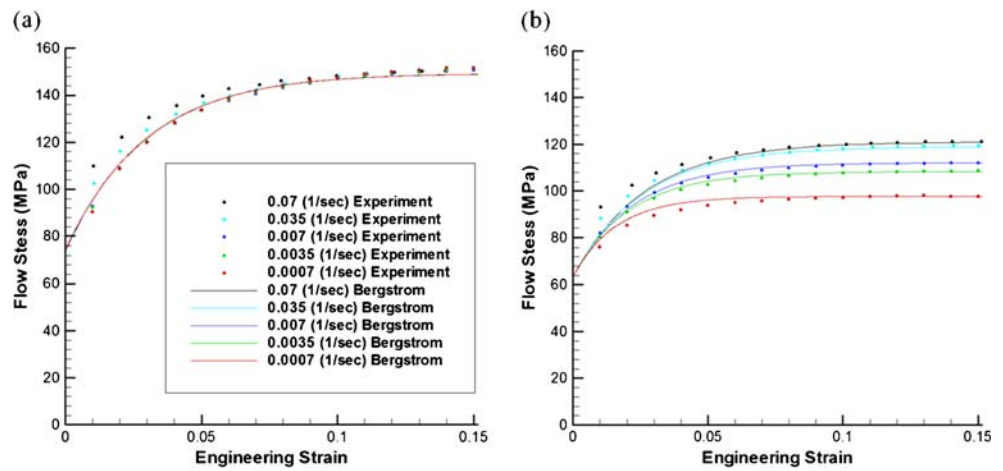 (a)
160
140
120
100
80
60
40
20
0
Flow Stess (MPa)
0.07 (1/sec) Experiment
0.035 (1/sec) Experiment
0.007 (1/sec) Experiment
0.0035 (1/sec) Experiment
0.0007 (1/sec) Experiment
0.07 (1/sec) Bergstrom
0.035 (1/sec) Bergstrom
0.007 (1/sec) Bergstrom
0.0035 (1/sec) Bergstrom
0.0007 (1/sec) Bergstrom
0 0.05 0.1 0.15
Engineering Strain
(b)
160
140
120
100
80
60
40
20
0
Flow Stess (MPa)
0 0.05 0.1 0.15
Engineering Strain